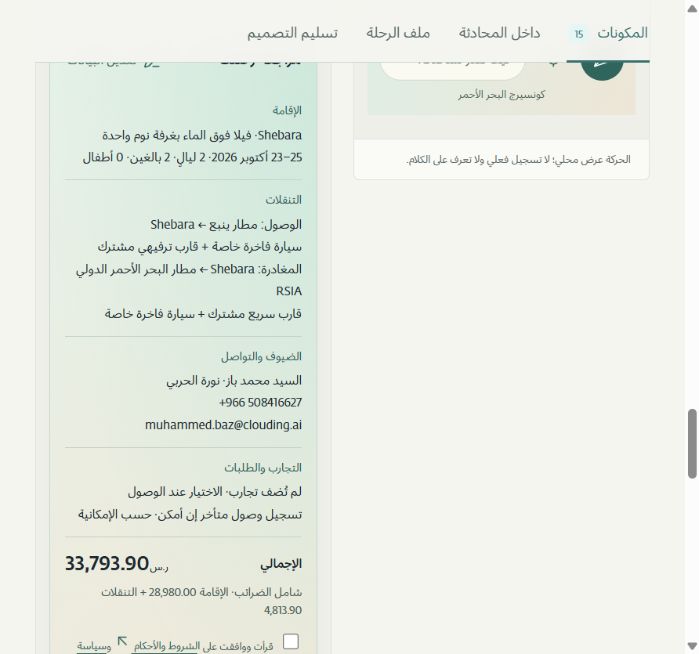 المكونات 15 داخل المحادثة ملف الرحلة تسليم التصميم
كونسيرج البحر الأحمر
الحركة عرض محلي؛ لا تسجيل فعلي ولا تعرف على الكلام.
الإقامة
Shebara · فيلا فوق الماء بغرفة نوم واحدة
23–25 أكتوبر 2026 · 2 ليالٍ · 2 بالغين · 0 أطفال
التنقلات
الوصول: مطار ينبع ← Shebara
سيارة فاخرة خاصة + قارب ترفيهي مشترك
المغادرة: Shebara ← مطار البحر الأحمر الدولي
RSIA
قارب سريع مشترك + سيارة فاخرة خاصة
الضيوف والتواصل
السيد محمد باز · نورة الحربي
+966 508416627
muhammed.baz@clouding.ai
التجارب والطلبات
لم تُضف تجارب · الاختيار عند الوصول
تسجيل وصول متأخر إن أمكن · حسب الإمكانية
الإجمالي 33,793.90 ر.س
شامل الضرائب · الإقامة 28,980.00 + التنقلات
4,813.90
قرأت ووافقت على الشروط والأحكام وسياسة